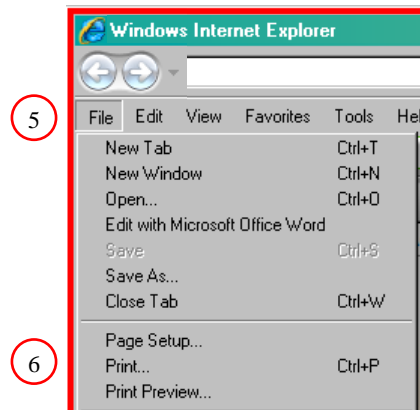 Windows Internet Explorer
5
File Edit View Favorites Tools Hel
New Tab Ctrl+T
New Window Ctrl+N
Open... Ctrl+O
Edit with Microsoft Office Word
Save Ctrl+S
Save As...
Close Tab Ctrl+W
Page Setup...
6
Print... Ctrl+P
Print Preview...